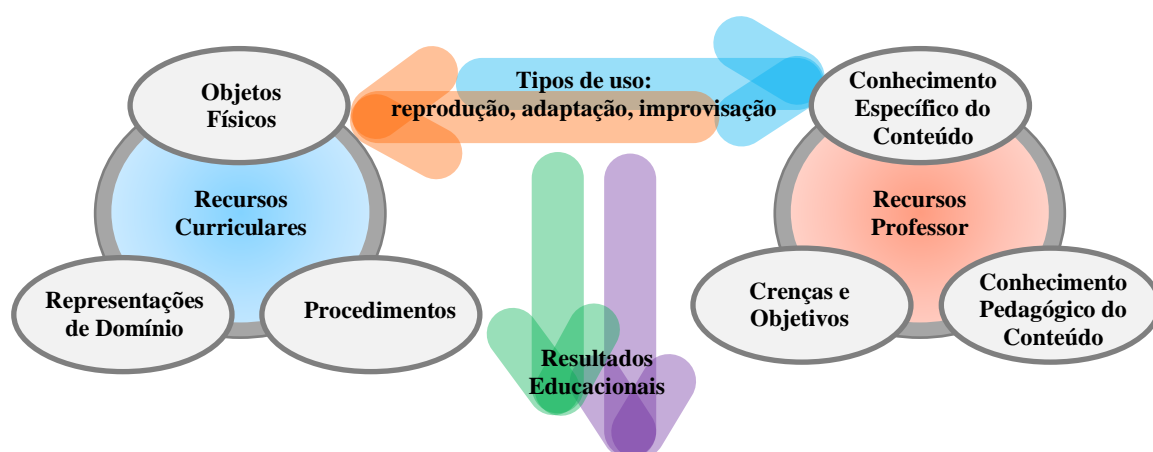 Objetos
Físicos
Recursos
Curriculares
Representações
de Domínio
Procedimentos
Tipos de uso:
reprodução, adaptação, improvisação
Resultados
Educacionais
Conhecimento
Específico do
Conteúdo
Recursos
Professor
Crenças e
Objetivos
Conhecimento
Pedagógico do
Conteúdo